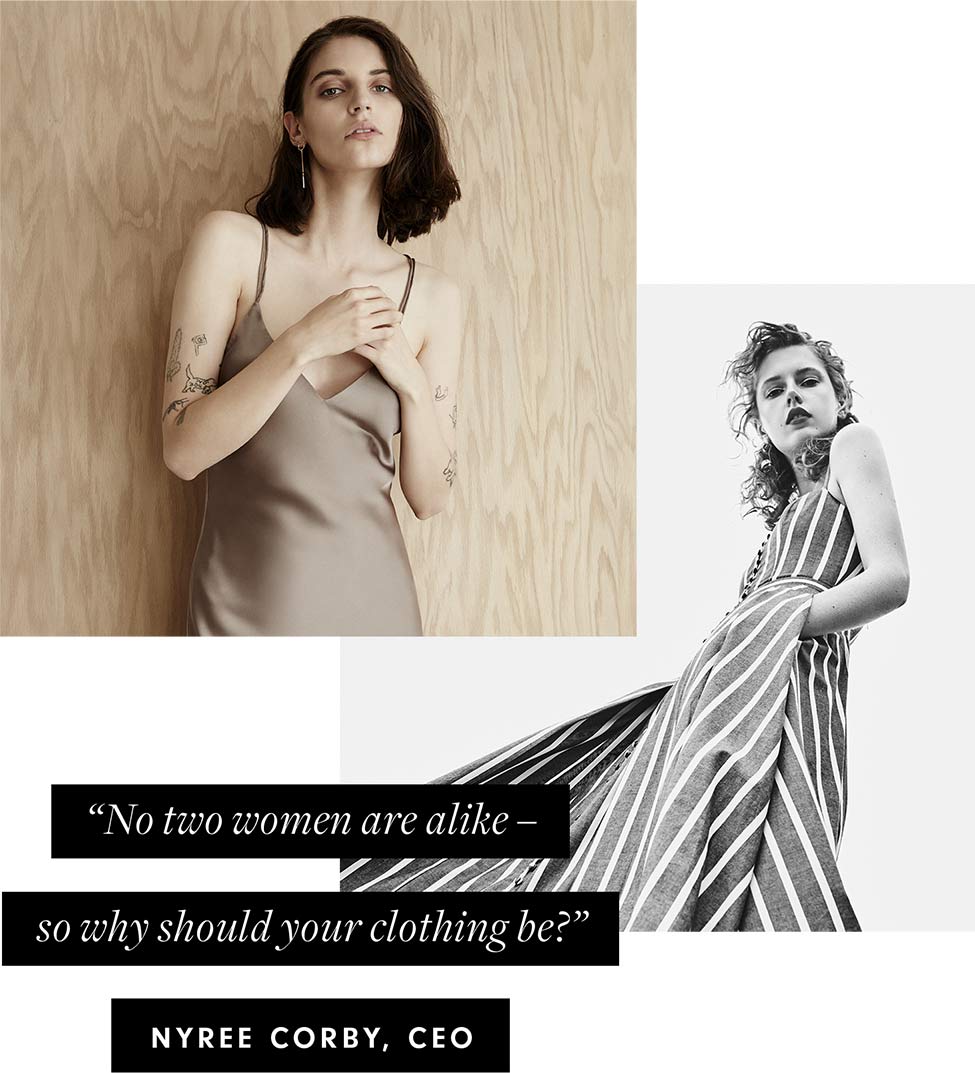 “No two women are alike –
so why should your clothing be?”
NYREE CORBY, CEO